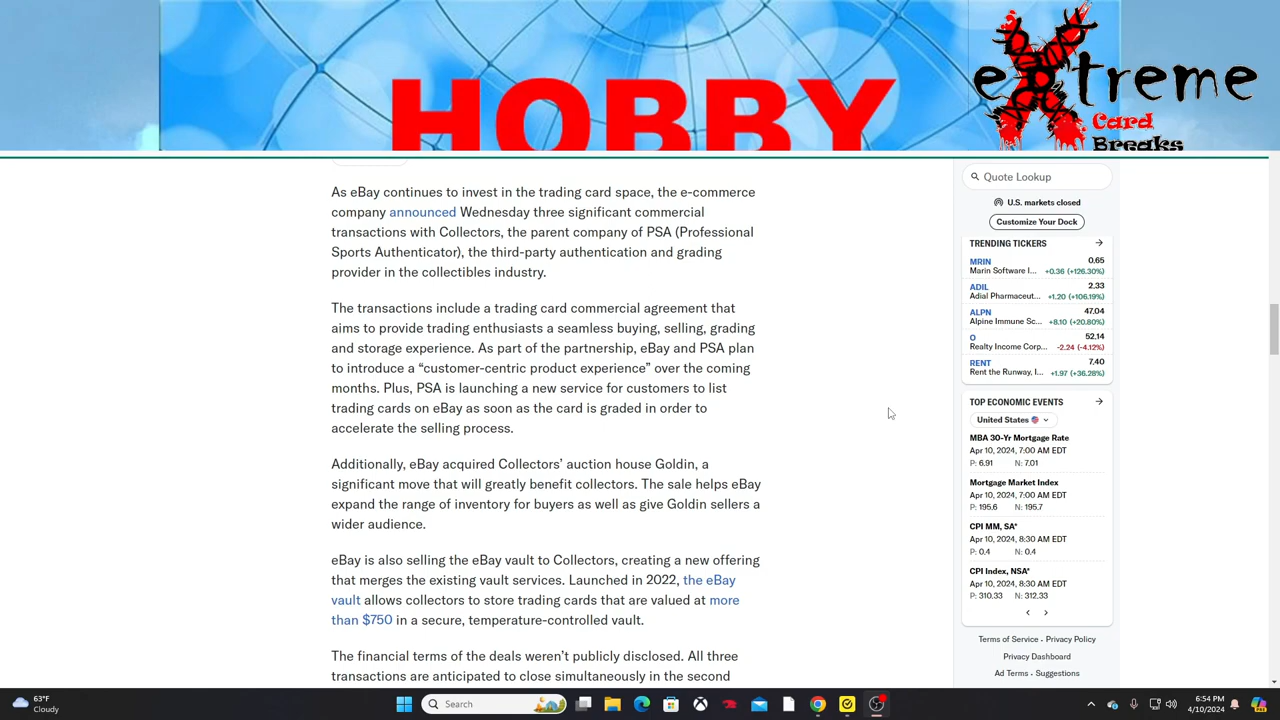 HOBBY
extreme
Card
Breaks
As eBay continues to invest in the trading card space, the e-commerce
company announced Wednesday three significant commercial
transactions with Collectors, the parent company of PSA (Professional
Sports Authenticator), the third-party authentication and grading
provider in the collectibles industry.
The transactions include a trading card commercial agreement that
aims to provide trading enthusiasts a seamless buying, selling, grading
and storage experience. As part of the partnership, eBay and PSA plan
to introduce a “customer-centric product experience” over the coming
months. Plus, PSA is launching a new service for customers to list
trading cards on eBay as soon as the card is graded in order to
accelerate the selling process.
Additionally, eBay acquired Collectors’ auction house Goldin, a
significant move that will greatly benefit collectors. The sale helps eBay
expand the range of inventory for buyers as well as give Goldin sellers a
wider audience.
eBay is also selling the eBay vault to Collectors, creating a new offering
that merges the existing vault services. Launched in 2022, the eBay
vault allows collectors to store trading cards that are valued at more
than $750 in a secure, temperature-controlled vault.
The financial terms of the deals weren’t publicly disclosed. All three
transactions are anticipated to close simultaneously in the second
Quote Lookup
U.S. markets closed
Customize Your Dock
TRENDING TICKERS
MRIN 0.65
Marin Software I... +0.36 (+126.30%)
ADIL 2.33
Adial Pharmaceut... +1.20 (+106.19%)
ALPN 47.04
Alpine Immune Sc... +8.10 (+20.80%)
O 52.14
Realty Income Corp... -2.24 (-4.12%)
RENT 7.40
Rent the Runway, I... +1.97 (+36.28%)
TOP ECONOMIC EVENTS
United States
MBA 30-Yr Mortgage Rate
Apr 10, 2024, 7:00 AM EDT
P: 6.91 N: 7.01
Mortgage Market Index
Apr 10, 2024, 7:00 AM EDT
P: 195.6 N: 195.7
CPI MM, SA*
Apr 10, 2024, 8:30 AM EDT
P: 0.4 N: 0.4
CPI Index, NSA*
Apr 10, 2024, 8:30 AM EDT
P: 310.33 N: 312.33
Terms of Service • Privacy Policy
Privacy Dashboard
Ad Terms • Suggestions
63°F
Cloudy
Search
6:54 PM
4/10/2024